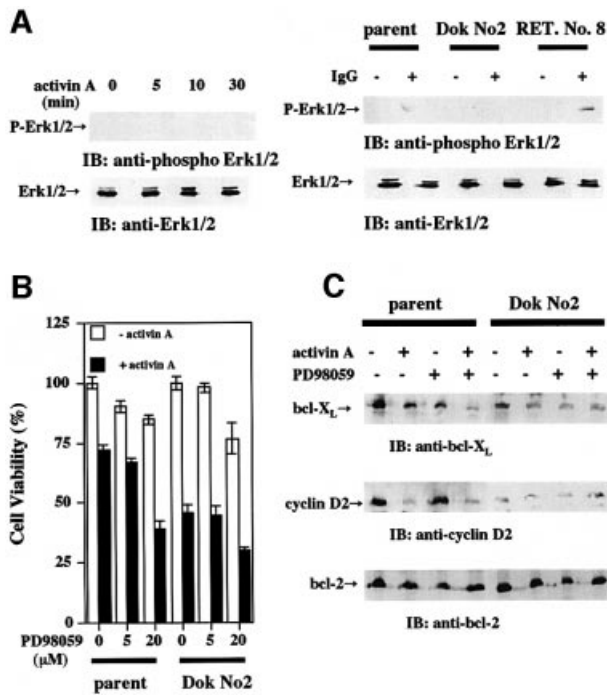 A
activin A 0 5 10 30
(min)
P-Erk1/2→
IB: anti-phospho Erk1/2
Erk1/2→
IB: anti-Erk1/2
parent Dok No2 RET. No. 8
IgG - + - + - +
P-Erk1/2→
IB: anti-phospho Erk1/2
Erk1/2→
IB: anti-Erk1/2
B
Cell Viability (%)
125
100
75
50
25
0
- activin A
+ activin A
PD98059 0 5 20 0 5 20
(μM)
parent Dok No2
C
parent Dok No2
activin A - + - + - + - +
PD98059 - - + + - - + +
bcl-XL→
IB: anti-bcl-XL
cyclin D2→
IB: anti-cyclin D2
bcl-2→
IB: anti-bcl-2